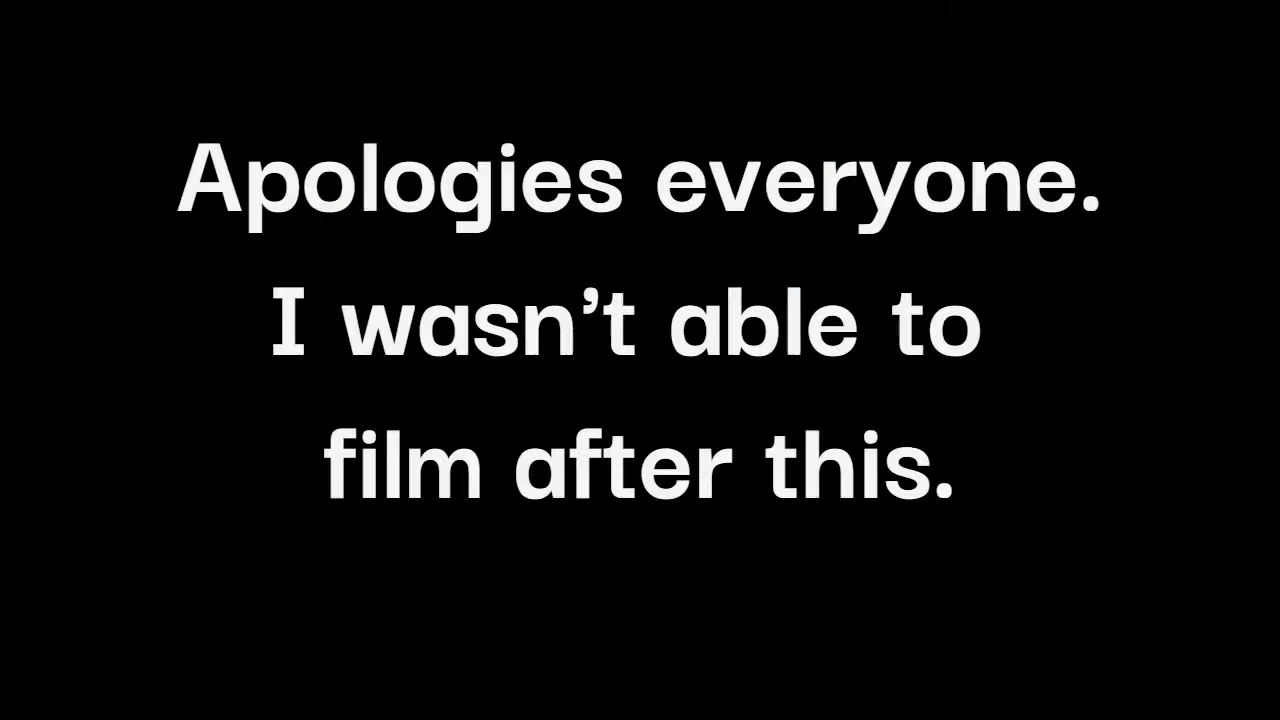 Apologies everyone.
I wasn’t able to
film after this.